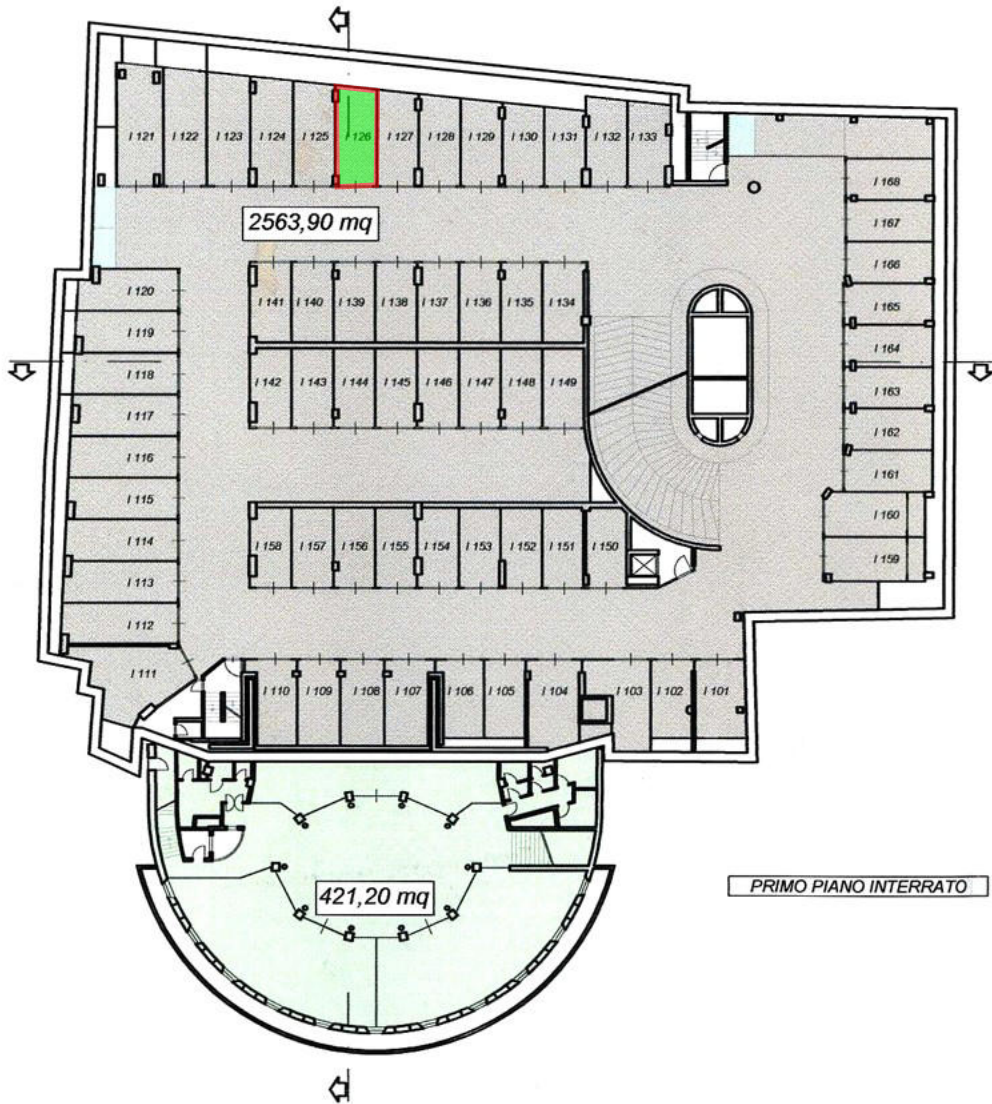 I 121 I 122 I 123 I 124 I 125 I 126 I 127 I 128 I 129 I 130 I 131 I 132 I 133
2563,90 mq
I 168
I 167
I 166
I 165
I 164
I 163
I 162
I 161
I 160
I 159
I 120
I 119
I 118
I 117
I 116
I 115
I 114
I 113
I 112
I 111
I 141 I 140 I 139 I 138 I 137 I 136 I 135 I 134
I 142 I 143 I 144 I 145 I 146 I 147 I 148 I 149
I 158 I 157 I 156 I 155 I 154 I 153 I 152 I 151 I 150
I 110 I 109 I 108 I 107 I 106 I 105 I 104 I 103 I 102 I 101
421,20 mq
PRIMO PIANO INTERRATO